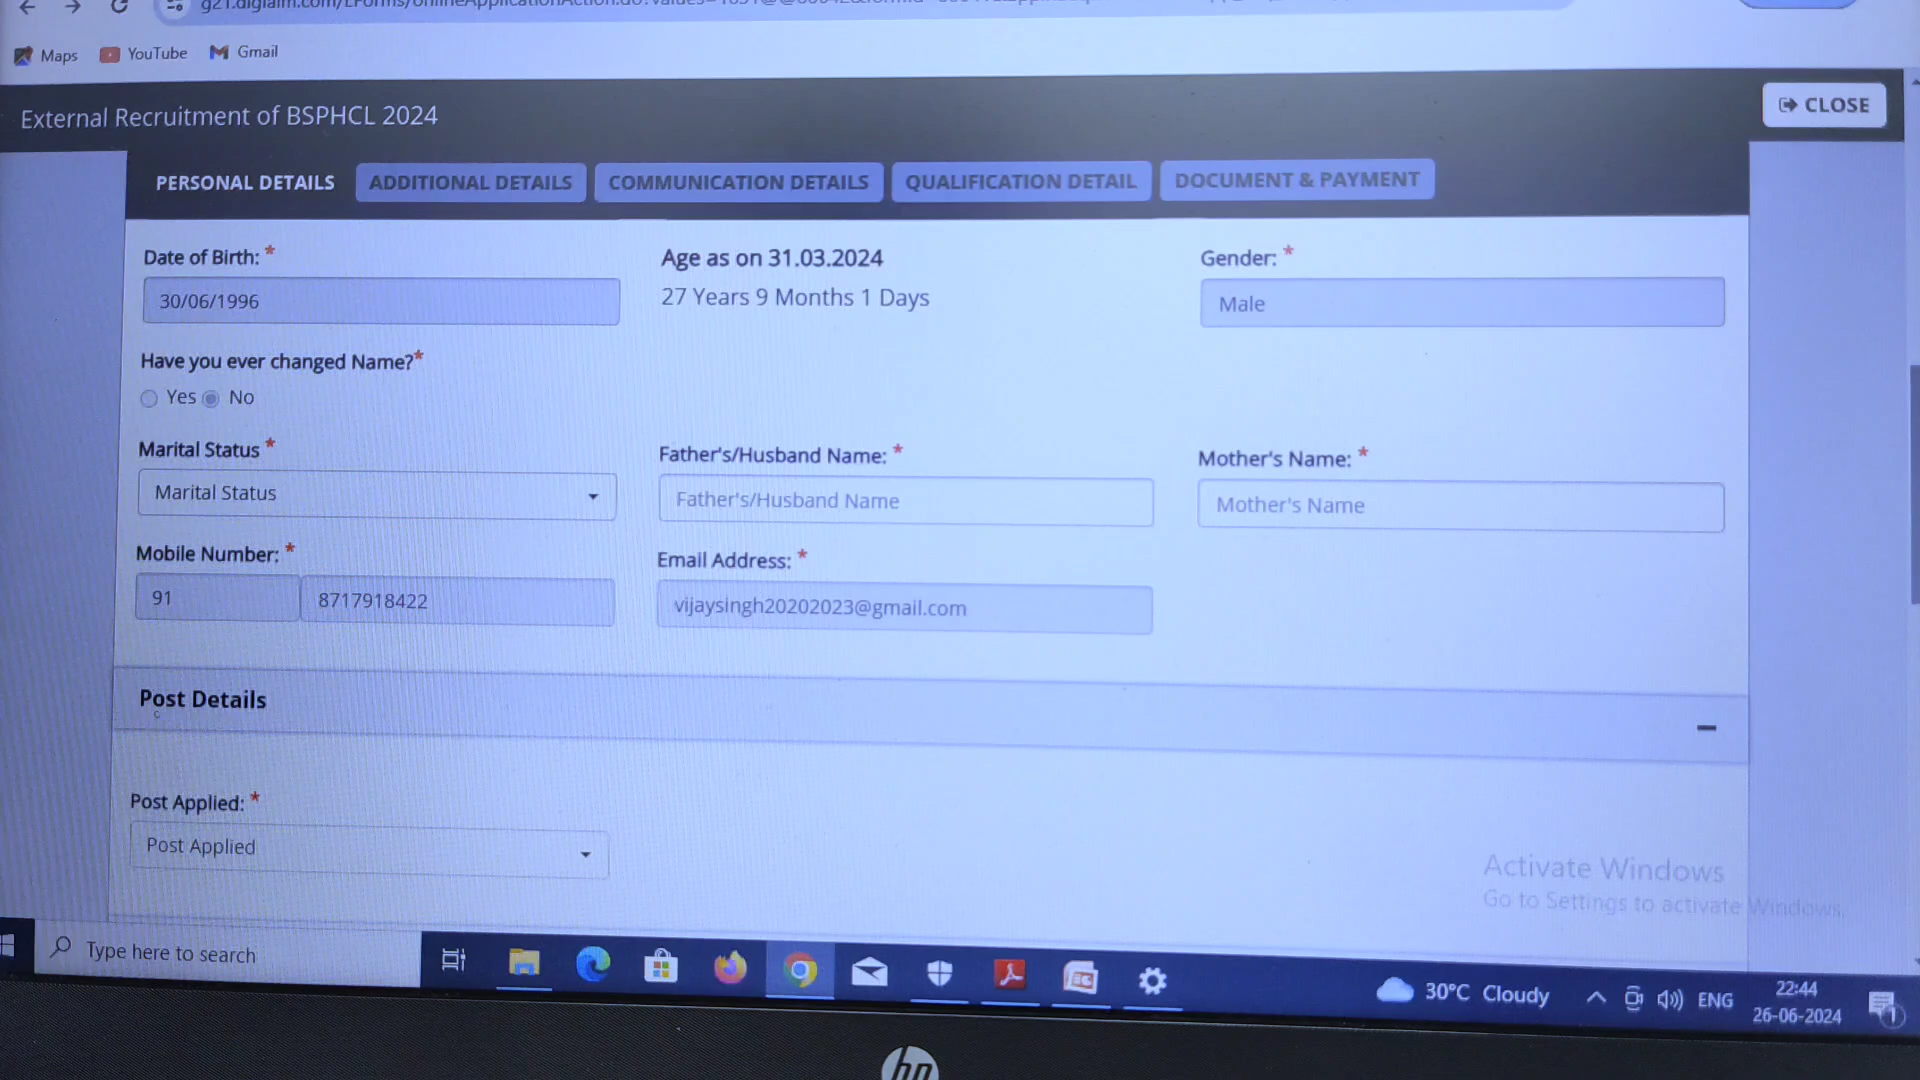 Maps YouTube Gmail
External Recruitment of BSPHCL 2024
CLOSE
PERSONAL DETAILS ADDITIONAL DETAILS COMMUNICATION DETAILS QUALIFICATION DETAIL DOCUMENT & PAYMENT
Date of Birth: * Age as on 31.03.2024 Gender: *
30/06/1996 27 Years 9 Months 1 Days Male
Have you ever changed Name?*
Yes No
Marital Status * Father's/Husband Name: * Mother's Name: *
Marital Status Father's/Husband Name Mother's Name
Mobile Number: * Email Address: *
91 8717918422 vijaysingh20202023@gmail.com
Post Details
Post Applied: *
Post Applied
Activate Windows
Go to Settings to activate Windows.
Type here to search
30°C Cloudy ENG 22:44
26-06-2024
1
hp